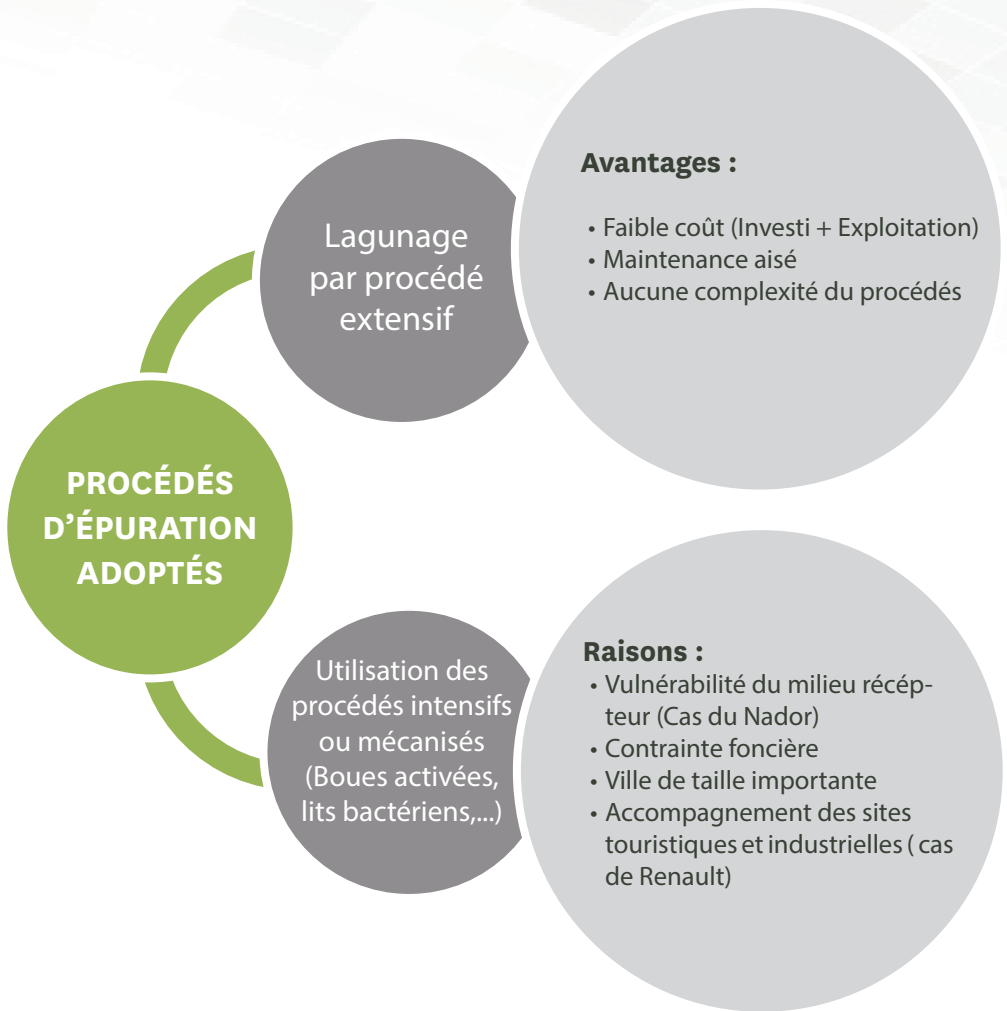 PROCÉDÉS
D’ÉPURATION
ADOPTÉS
Lagunage
par procédé
extensif
Avantages :
• Faible coût (Investi + Exploitation)
• Maintenance aisé
• Aucune complexité du procédés
Utilisation des
procédés intensifs
ou mécanisés
(Boues activées,
lits bactériens,...)
Raisons :
• Vulnérabilité du milieu récép-
teur (Cas du Nador)
• Contrainte foncière
• Ville de taille importante
• Accompagnement des sites
touristiques et industrielles ( cas
de Renault)